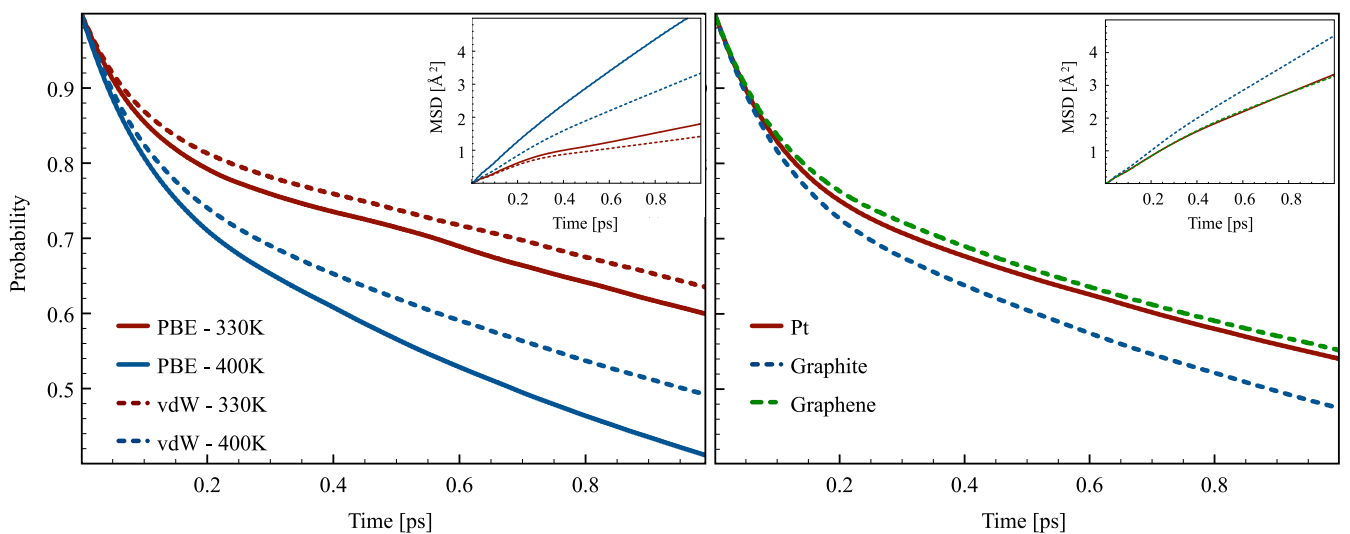 Probability
0.9
0.8
0.7
0.6
0.5
0.2
0.4
0.6
0.8
Time [ps]
PBE - 330K
PBE - 400K
vdW - 330K
vdW - 400K
MSD [Å²]
4
3
2
1
0.2
0.4
0.6
0.8
Time [ps]
Pt
Graphite
Graphene
0.2
0.4
0.6
0.8
Time [ps]
MSD [Å²]
4
3
2
1
0.2
0.4
0.6
0.8
Time [ps]